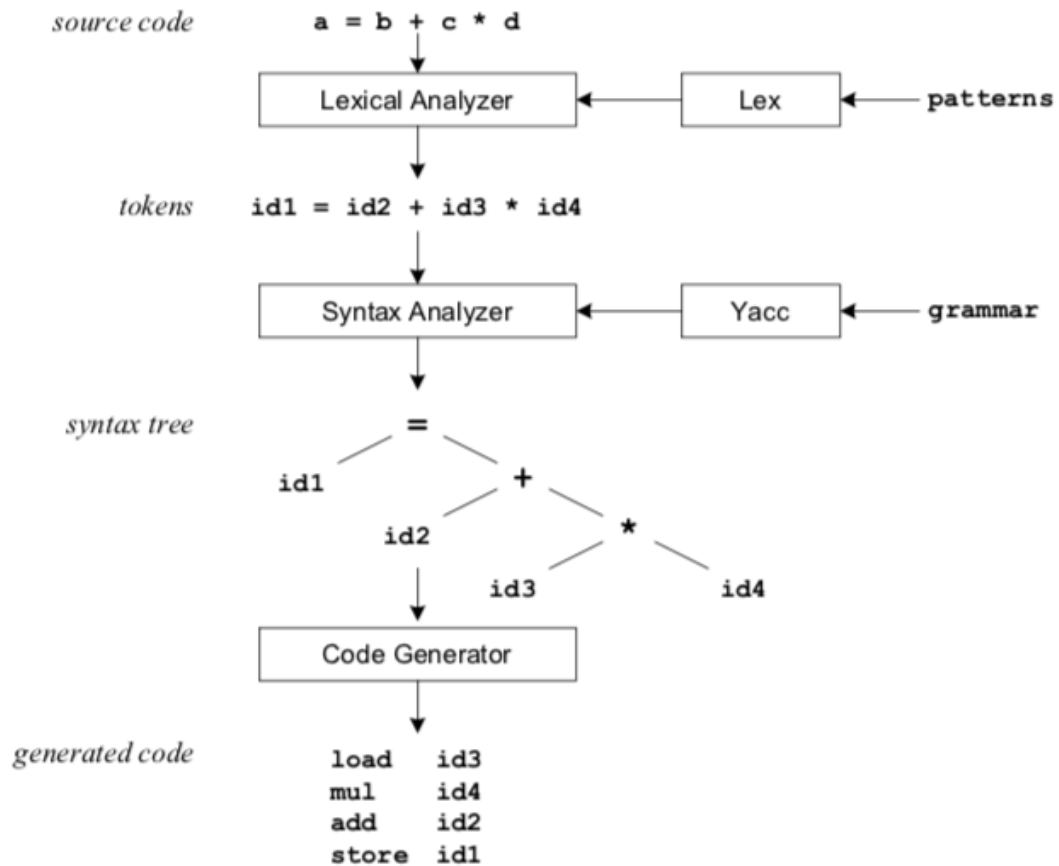 source code a = b + c * d
Lexical Analyzer Lex patterns
tokens id1 = id2 + id3 * id4
Syntax Analyzer Yacc grammar
syntax tree =
id1 +
id2 *
id3 id4
Code Generator
generated code load id3
mul id4
add id2
store id1